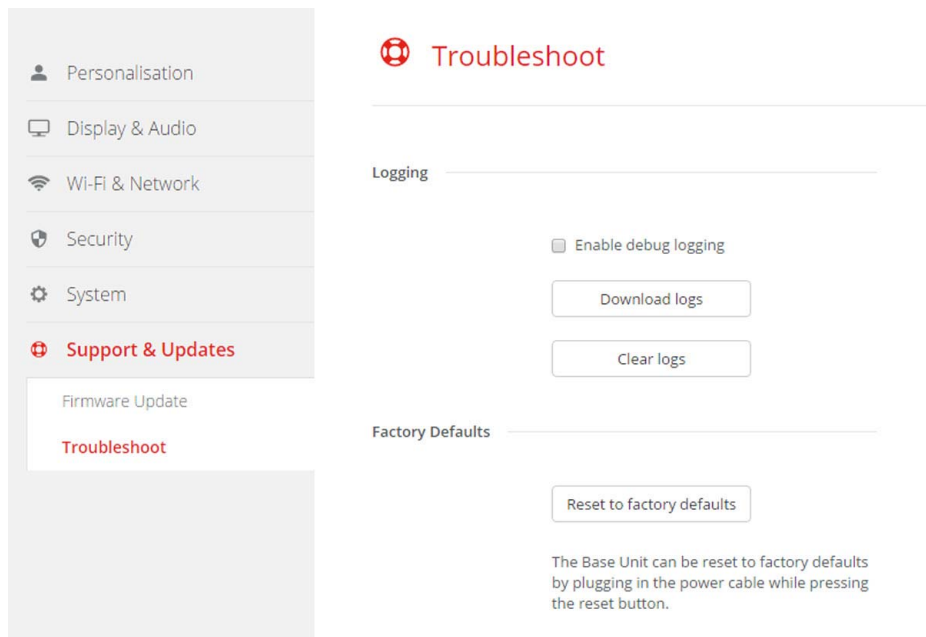 Personalisation
Display & Audio
Wi-Fi & Network
Security
System
Support & Updates
Firmware Update
Troubleshoot
Troubleshoot
Logging
Enable debug logging
Download logs
Clear logs
Factory Defaults
Reset to factory defaults
The Base Unit can be reset to factory defaults
by plugging in the power cable while pressing
the reset button.